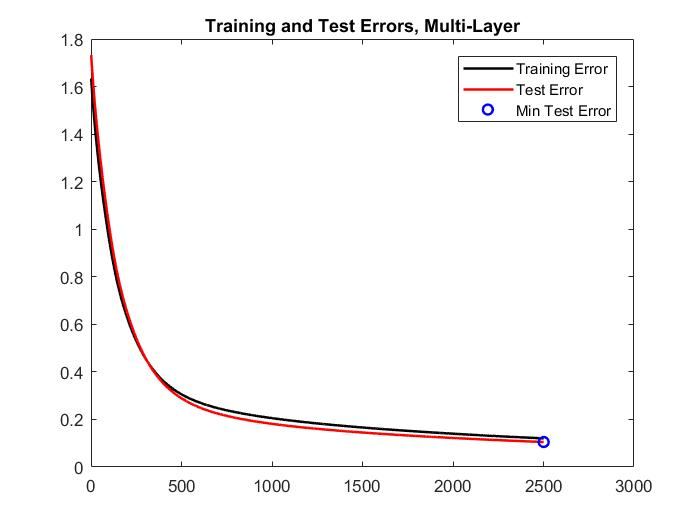 Training and Test Errors, Multi-Layer
1.8
1.6
1.4
1.2
1
0.8
0.6
0.4
0.2
0
Training Error
Test Error
Min Test Error
0 500 1000 1500 2000 2500 3000